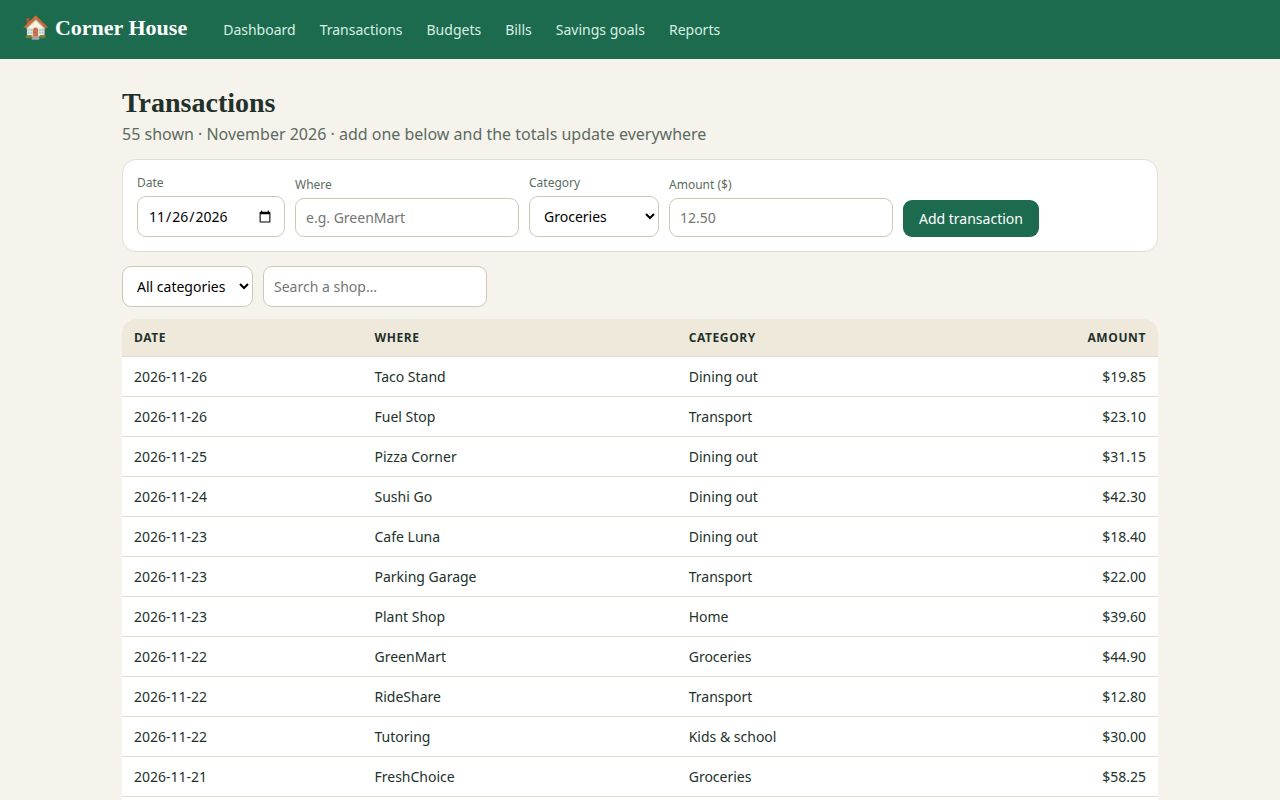 Corner House Dashboard Transactions Budgets Bills Savings goals Reports
Transactions
55 shown · November 2026 · add one below and the totals update everywhere
Date Where Category Amount ($)
11/26/2026 e.g. GreenMart Groceries 12.50 Add transaction
All categories Search a shop...
DATE WHERE CATEGORY AMOUNT
2026-11-26 Taco Stand Dining out $19.85
2026-11-26 Fuel Stop Transport $23.10
2026-11-25 Pizza Corner Dining out $31.15
2026-11-24 Sushi Go Dining out $42.30
2026-11-23 Cafe Luna Dining out $18.40
2026-11-23 Parking Garage Transport $22.00
2026-11-23 Plant Shop Home $39.60
2026-11-22 GreenMart Groceries $44.90
2026-11-22 RideShare Transport $12.80
2026-11-22 Tutoring Kids & school $30.00
2026-11-21 FreshChoice Groceries $58.25